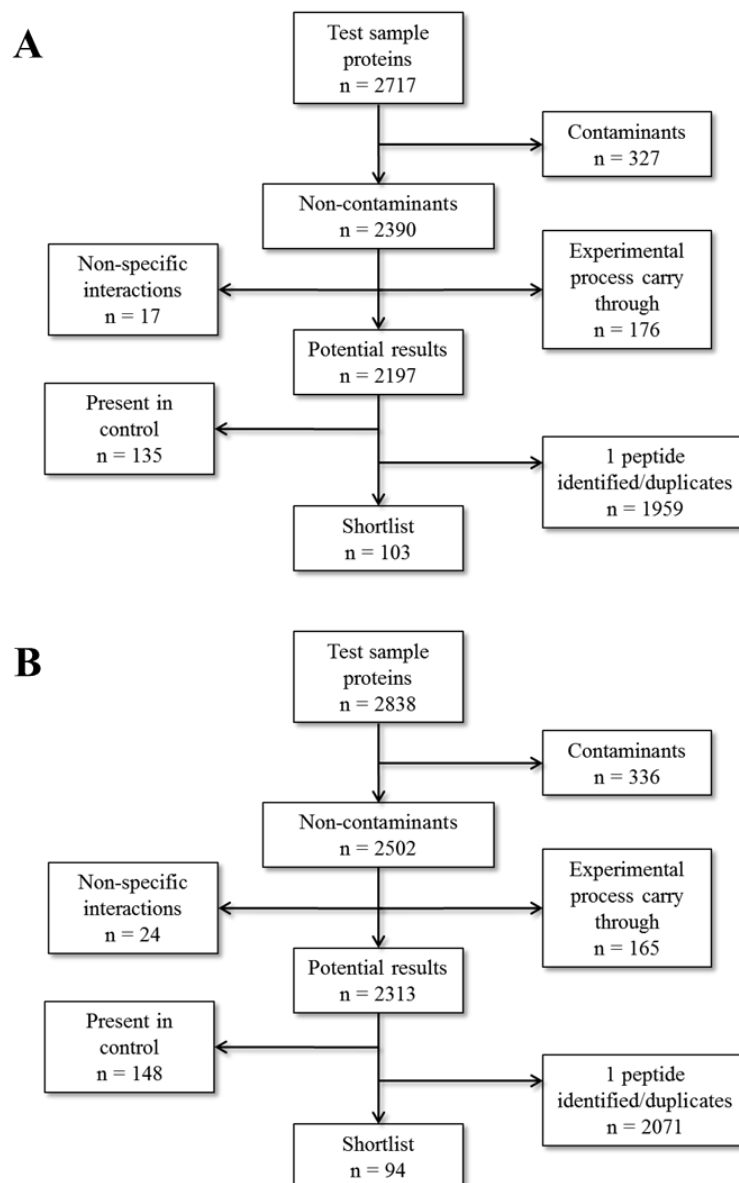 A
Test sample
proteins
n = 2717
Contaminants
n = 327
Non-contaminants
n = 2390
Non-specific
interactions
n = 17
Experimental
process carry
through
n = 176
Potential results
n = 2197
Present in
control
n = 135
1 peptide
identified/duplicates
n = 1959
Shortlist
n = 103
B
Test sample
proteins
n = 2838
Contaminants
n = 336
Non-contaminants
n = 2502
Non-specific
interactions
n = 24
Experimental
process carry
through
n = 165
Potential results
n = 2313
Present in
control
n = 148
1 peptide
identified/duplicates
n = 2071
Shortlist
n = 94